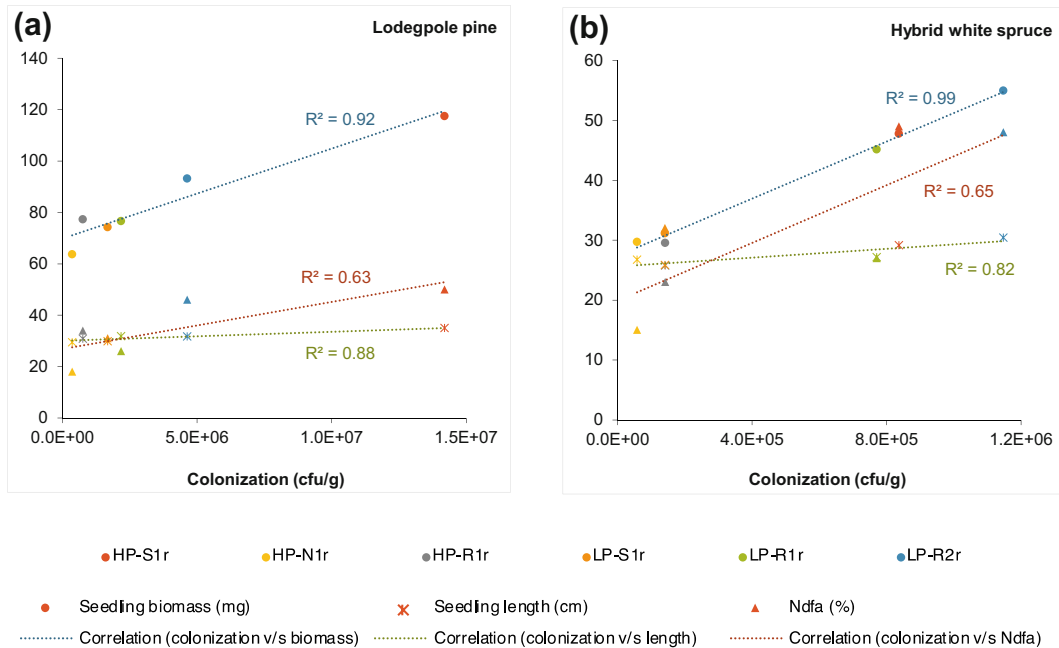 (a)
Lodegpole pine
140
120
100
80
60
40
20
0
R² = 0.92
R² = 0.63
R² = 0.88
0.0E+00 5.0E+06 1.0E+07 1.5E+07
Colonization (cfu/g)
(b)
Hybrid white spruce
60
50
40
30
20
10
0
R² = 0.99
R² = 0.65
R² = 0.82
0.0E+00 4.0E+05 8.0E+05 1.2E+06
Colonization (cfu/g)
HP-S1r HP-N1r HP-R1r LP-S1r LP-R1r LP-R2r
Seedling biomass (mg) Seedling length (cm) Ndfa (%)
Correlation (colonization v/s biomass) Correlation (colonization v/s length) Correlation (colonization v/s Ndfa)